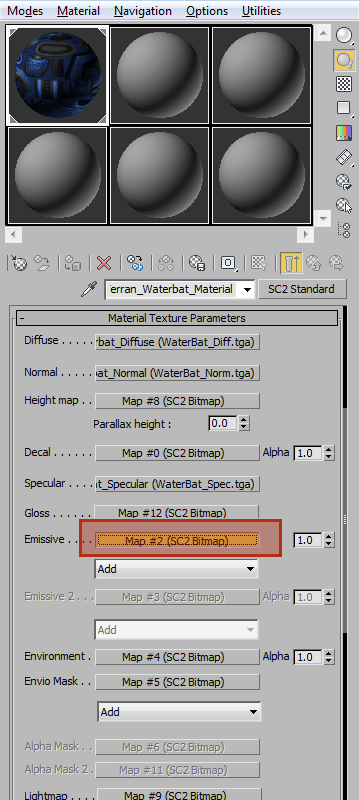 Modes Material Navigation Options Utilities
erran_Waterbat_Material SC2 Standard
- Material Texture Parameters
Diffuse . . . . . rbat_Diffuse (WaterBat_Diff.tga)
Normal . . . . . at_Normal (WaterBat_Norm.tga)
Height map . . Map #8 (SC2 Bitmap)
Parallax height : 0.0
Decal . . . . . . Map #0 (SC2 Bitmap) Alpha 1.0
Specular . . . . t_Specular (WaterBat_Spec.tga)
Gloss . . . . . . Map #12 (SC2 Bitmap)
Emissive . . . . Map #2 (SC2 Bitmap) 1.0
Add
Emissive 2 . . . Map #3 (SC2 Bitmap) Alpha 1.0
Add
Environment . Map #4 (SC2 Bitmap) Alpha 1.0
Envio Mask . . Map #5 (SC2 Bitmap)
Add
Alpha Mask . . Map #6 (SC2 Bitmap)
Alpha Mask 2 . Map #11 (SC2 Bitmap)
Lightmap . . . . Map #9 (SC2 Bitmap)